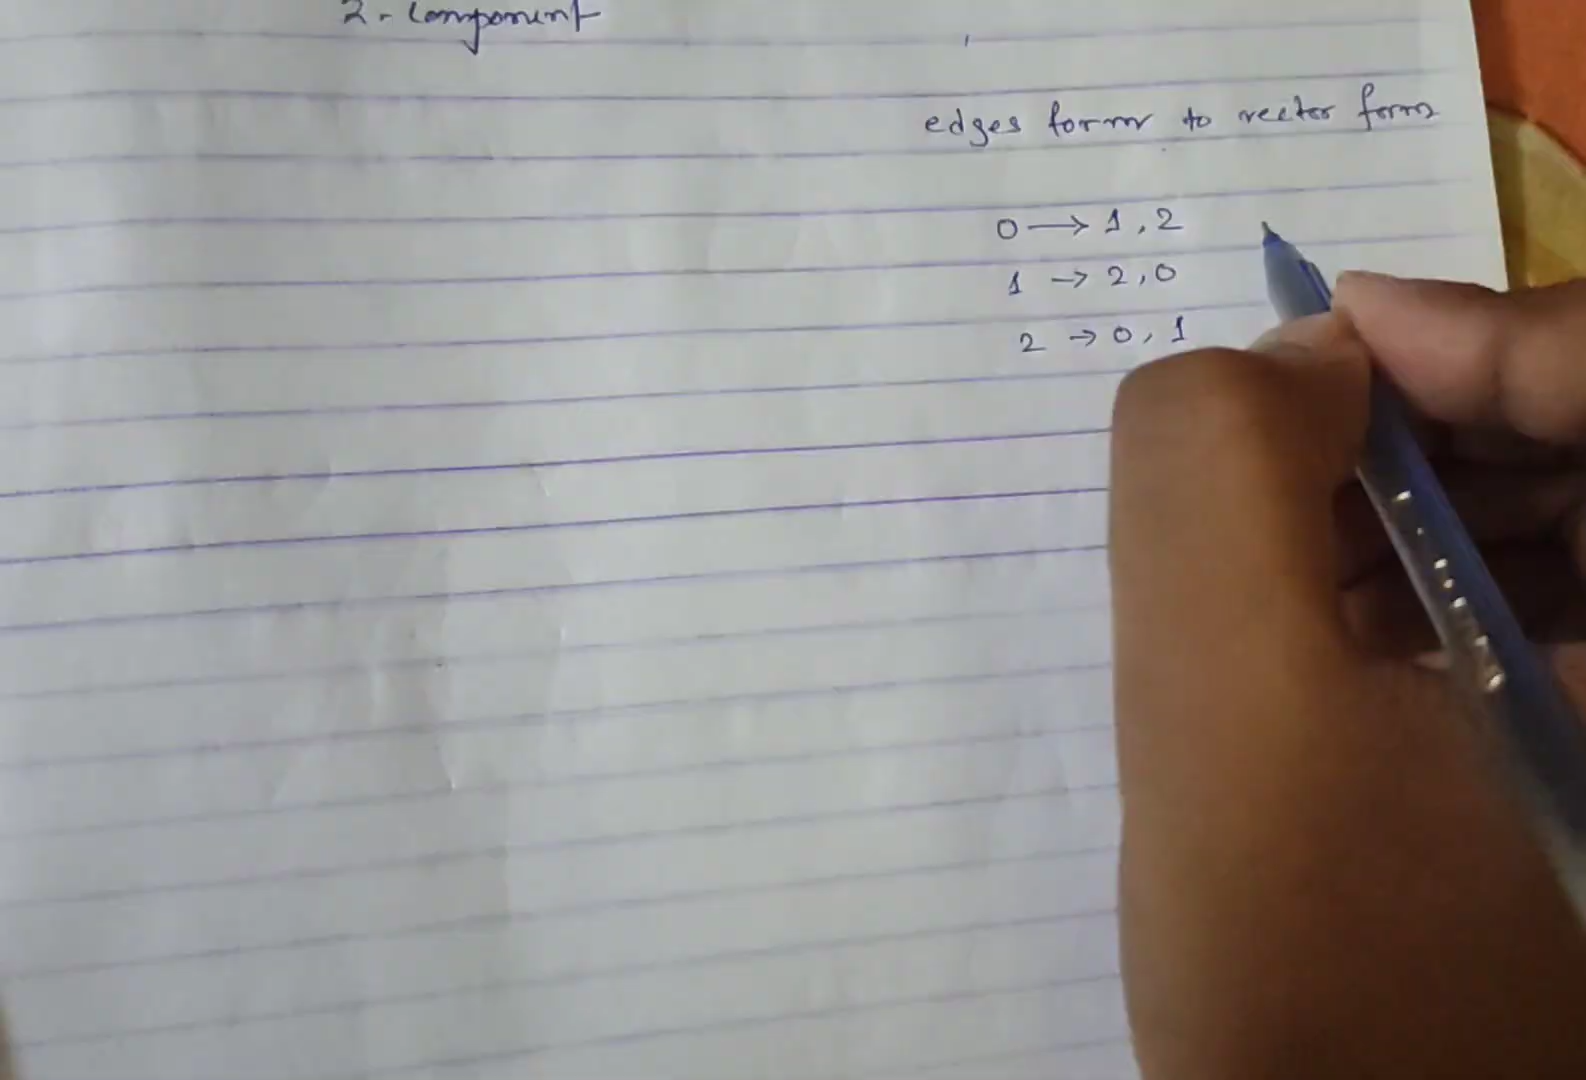 2 - Component
edges form to vector form
0 → 1, 2
1 → 2, 0
2 → 0, 1